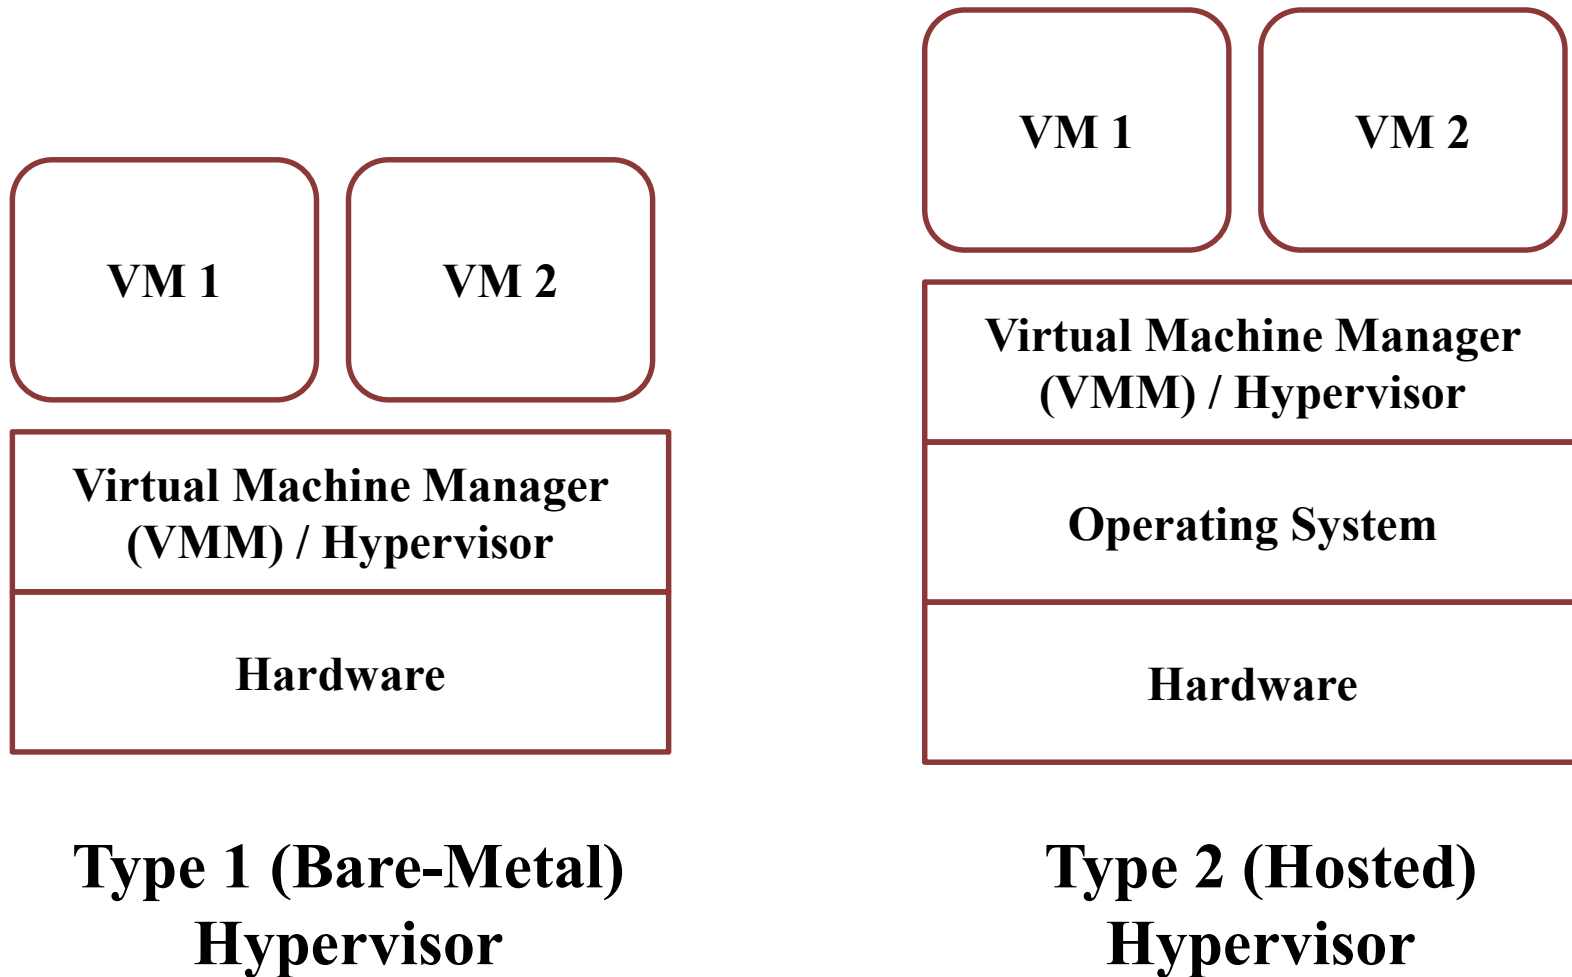 VM 1
VM 2
Virtual Machine Manager
(VMM) / Hypervisor
Hardware
Type 1 (Bare-Metal)
Hypervisor
VM 1
VM 2
Virtual Machine Manager
(VMM) / Hypervisor
Operating System
Hardware
Type 2 (Hosted)
Hypervisor